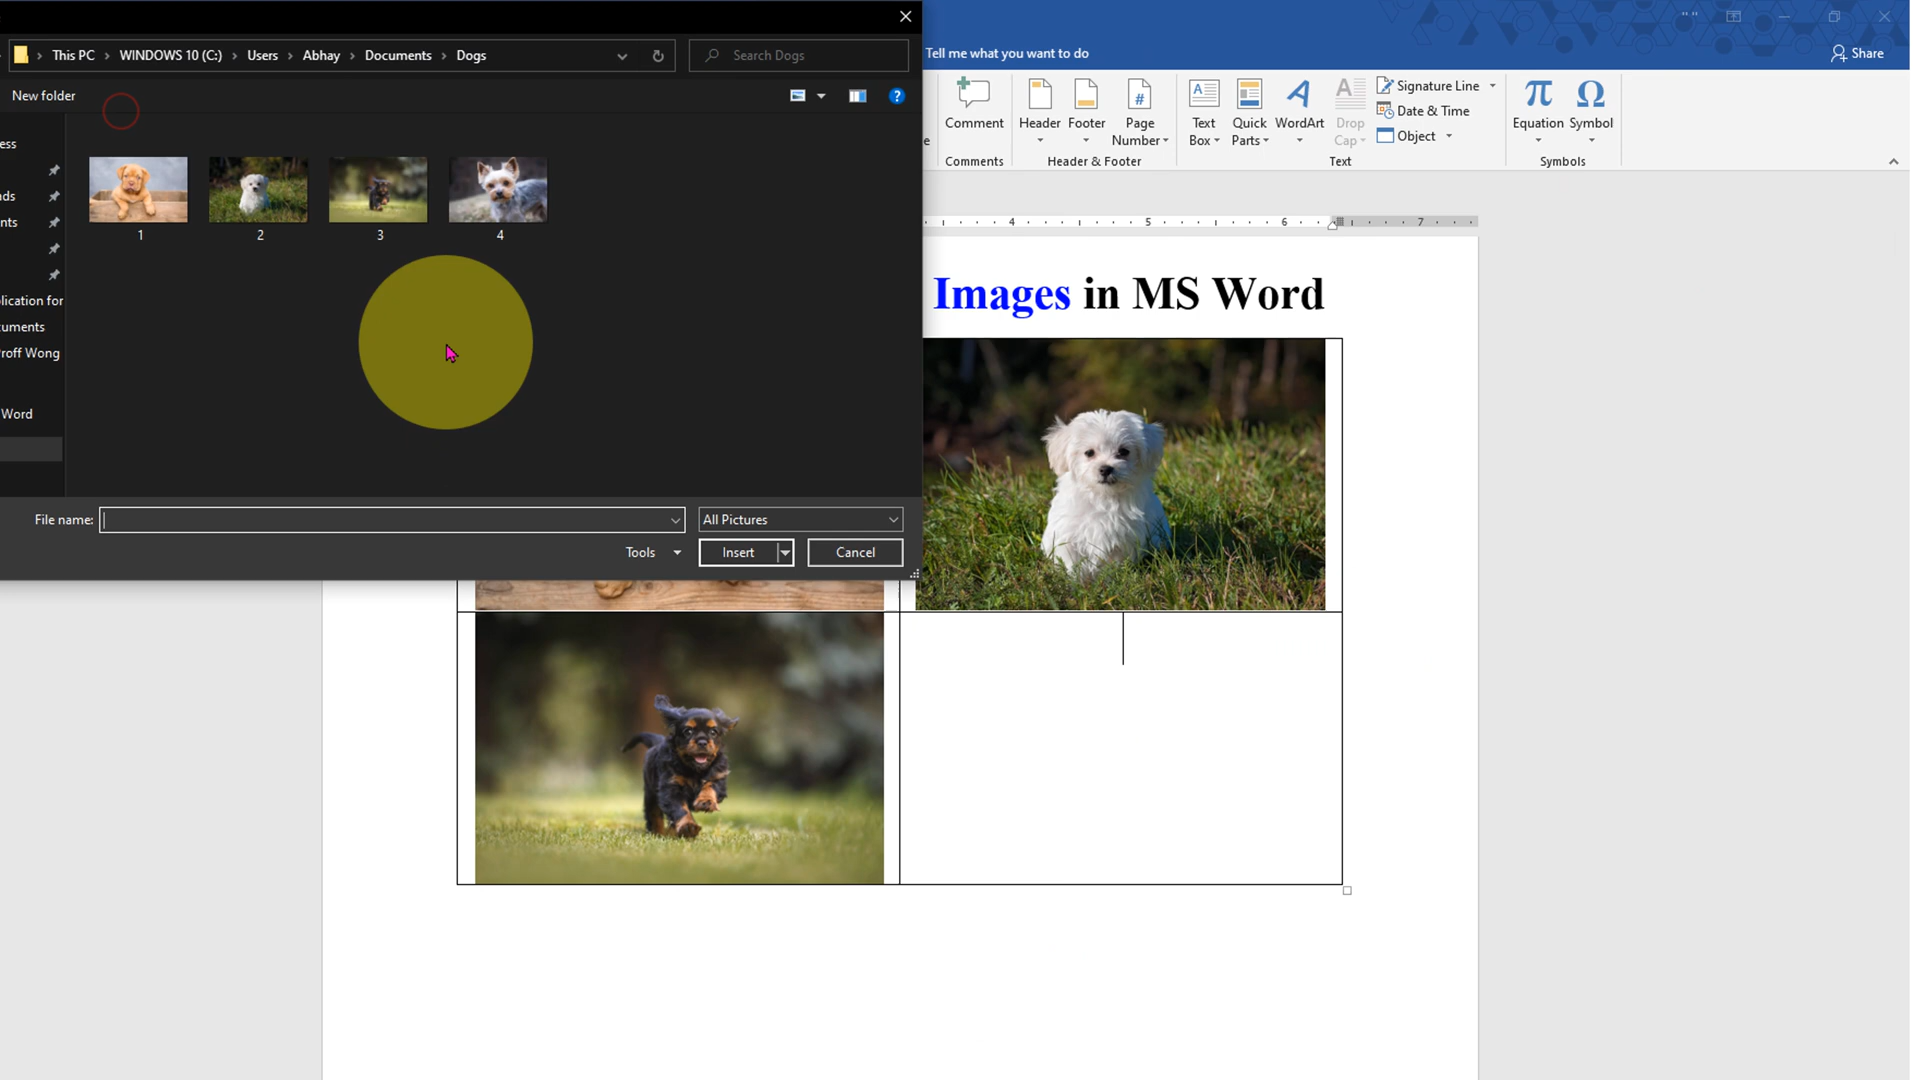 This PC > WINDOWS 10 (C:) > Users > Abhay > Documents > Dogs
Search Dogs
Tell me what you want to do
Share
New folder
Comment
Header
Footer
Page
Number
Text
Box
Quick
Parts
WordArt
Drop
Cap
Signature Line
Date & Time
Object
Equation
Symbol
Comments
Header & Footer
Text
Symbols
ess
nds
nts
lication for
uments
roff Wong
Word
1
2
3
4
4
5
6
7
Images in MS Word
File name:
All Pictures
Tools
Insert
Cancel